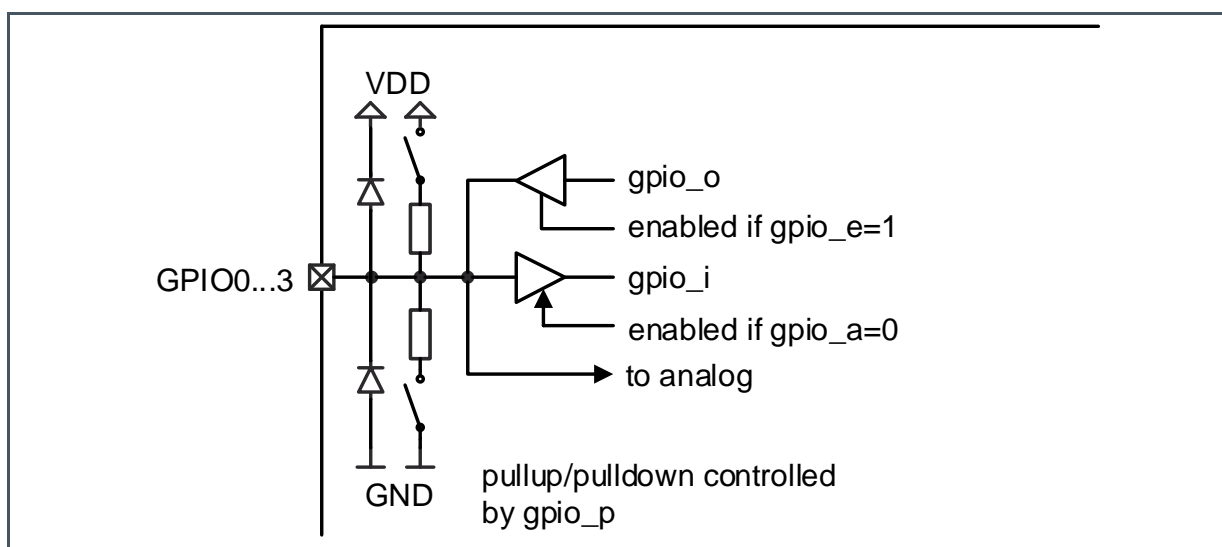 VDD
gpio_o
enabled if gpio_e=1
GPIO0...3
gpio_i
enabled if gpio_a=0
to analog
GND
pullup/pulldown controlled
by gpio_p